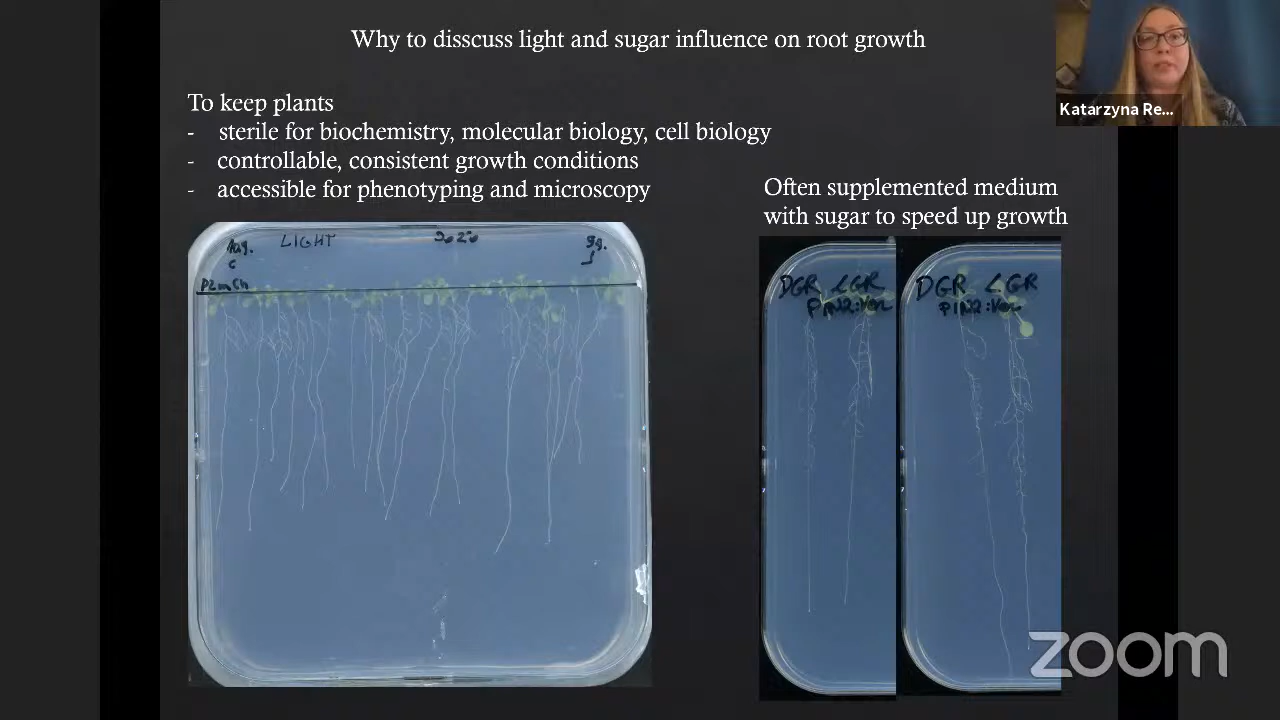 Why to disscuss light and sugar influence on root growth
To keep plants
- sterile for biochemistry, molecular biology, cell biology
- controllable, consistent growth conditions
- accessible for phenotyping and microscopy
Often supplemented medium
with sugar to speed up growth
Katarzyna Re...
LIGHT
DGR LGR
DGR LGR
zoom